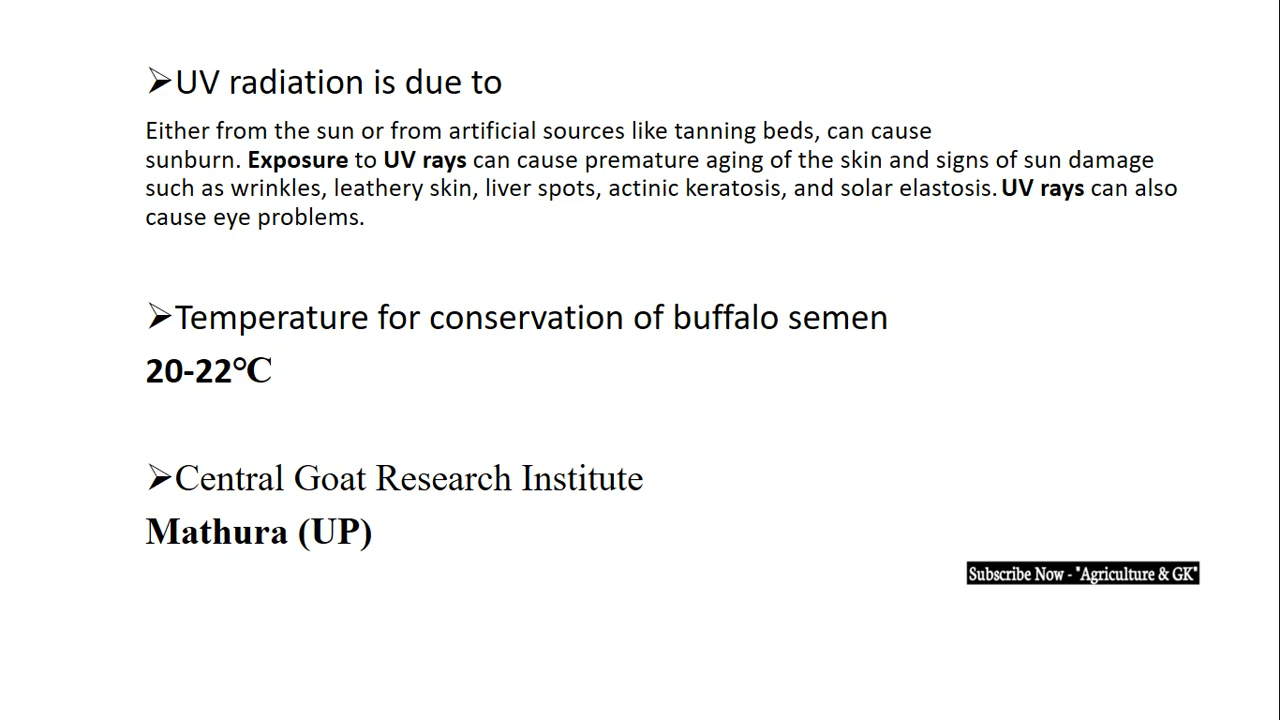 ➢UV radiation is due to
Either from the sun or from artificial sources like tanning beds, can cause
sunburn. Exposure to UV rays can cause premature aging of the skin and signs of sun damage
such as wrinkles, leathery skin, liver spots, actinic keratosis, and solar elastosis. UV rays can also
cause eye problems.
➢Temperature for conservation of buffalo semen
20-22°C
➢Central Goat Research Institute
Mathura (UP)
Subscribe Now - "Agriculture & GK"